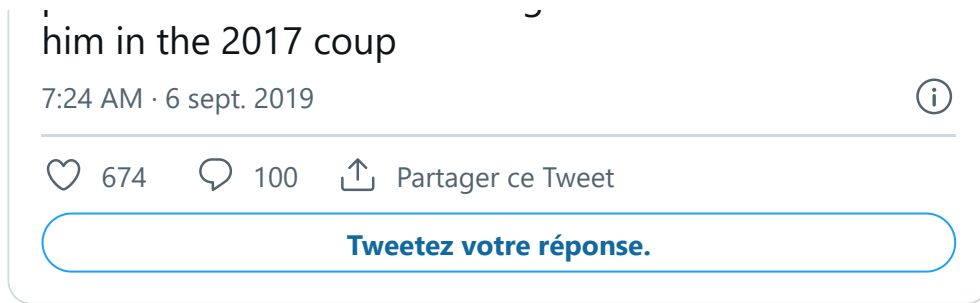 him in the 2017 coup
7:24 AM · 6 sept. 2019
674 100 Partager ce Tweet
Tweetez votre réponse.